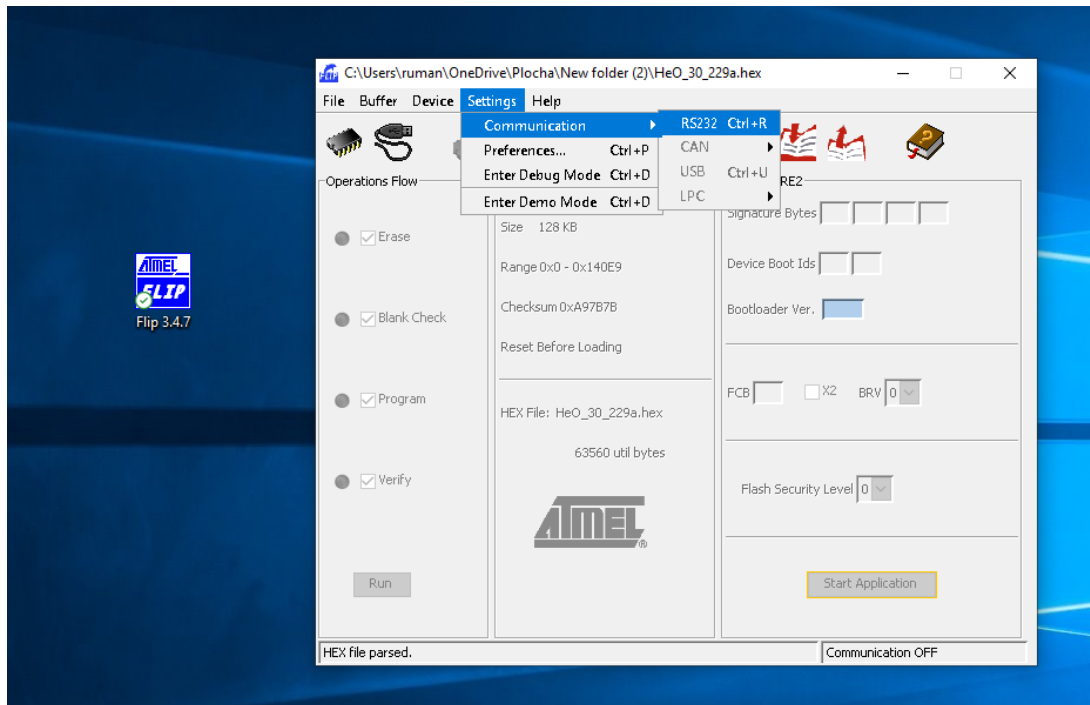 C:\Users\ruman\OneDrive\Plocha\New folder (2)\HeO_30_229a.hex
File Buffer Device Settings Help
Communication
Preferences... Ctrl+P
Enter Debug Mode Ctrl+D
Enter Demo Mode Ctrl+D
RS232 Ctrl+R
CAN
USB Ctrl+U
LPC
Operations Flow
Erase
Blank Check
Program
Verify
Run
Size 128 KB
Range 0x0 - 0x140E9
Checksum 0xA97B7B
Reset Before Loading
HEX File: HeO_30_229a.hex
63560 util bytes
ATMEL
®
RE2
Signature Bytes
Device Boot Ids
Bootloader Ver.
FCB X2 BRV 0
Flash Security Level 0
Start Application
HEX file parsed.
Communication OFF
ATMEL
FLIP
Flip 3.4.7